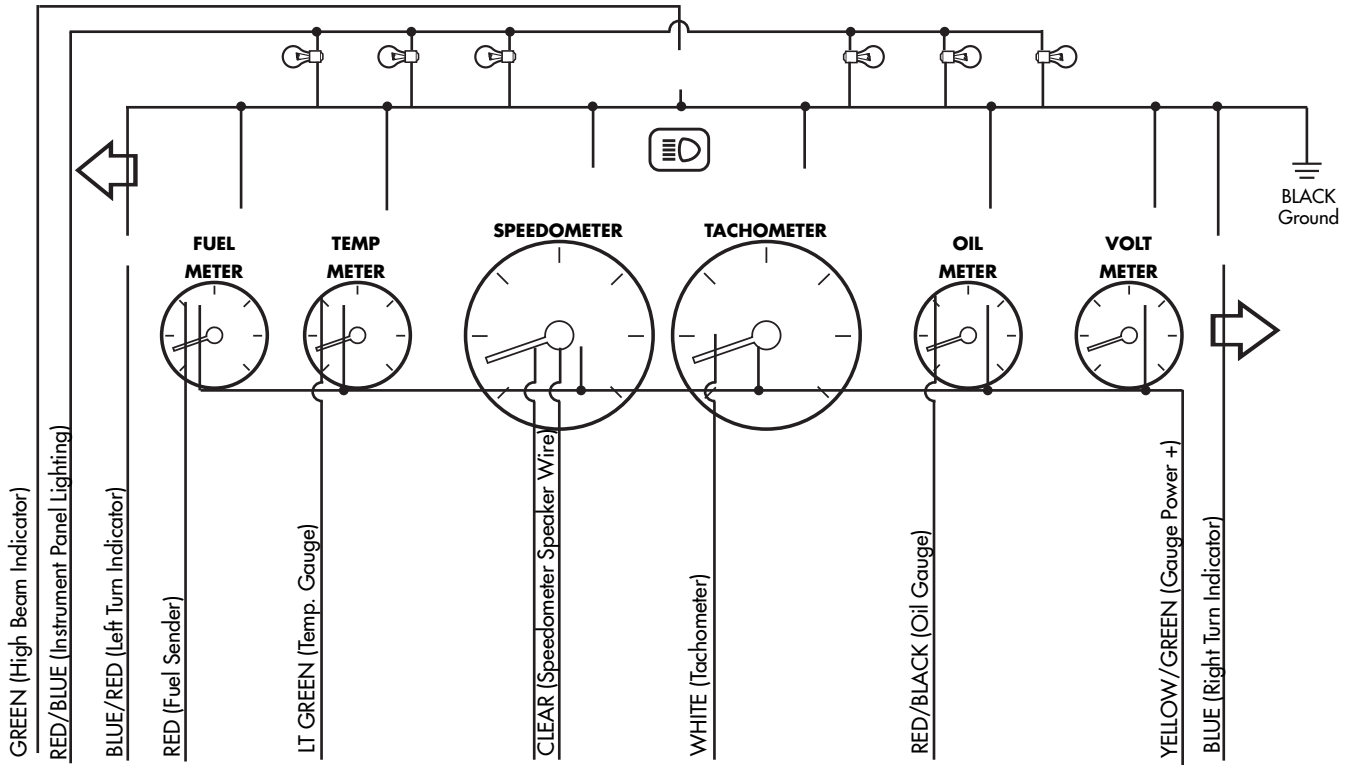 BLACK
Ground
FUEL
METER
TEMP
METER
SPEEDOMETER
TACHOMETER
OIL
METER
VOLT
METER
GREEN (High Beam Indicator)
RED/BLUE (Instrument Panel Lighting)
BLUE/RED (Left Turn Indicator)
RED (Fuel Sender)
LT GREEN (Temp. Gauge)
CLEAR (Speedometer Speaker Wire)
WHITE (Tachometer)
RED/BLACK (Oil Gauge)
YELLOW/GREEN (Gauge Power +)
BLUE (Right Turn Indicator)